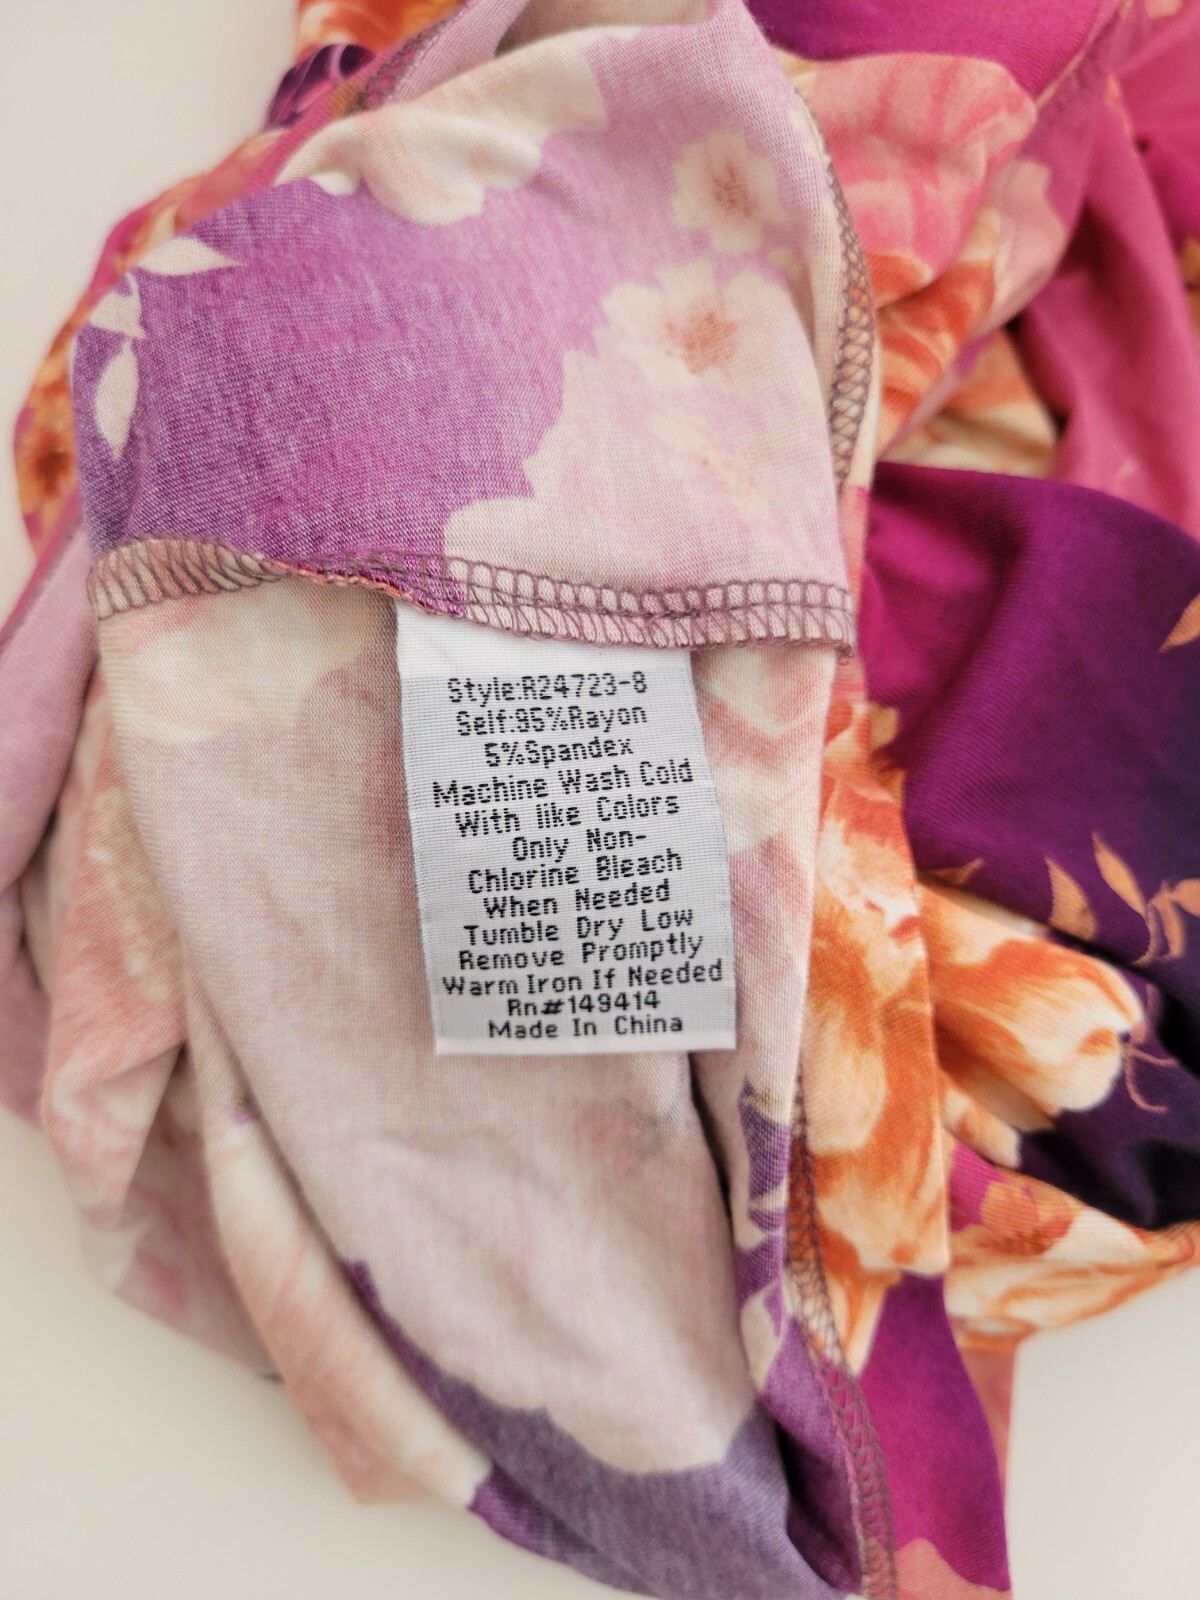 Style:R24723-8
Self:95%Rayon
5%Spandex
Machine Wash Cold
With like Colors
Only Non-
Chlorine Bleach
When Needed
Tumble Dry Low
Remove Promptly
Warm Iron If Needed
Rn#149414
Made In China